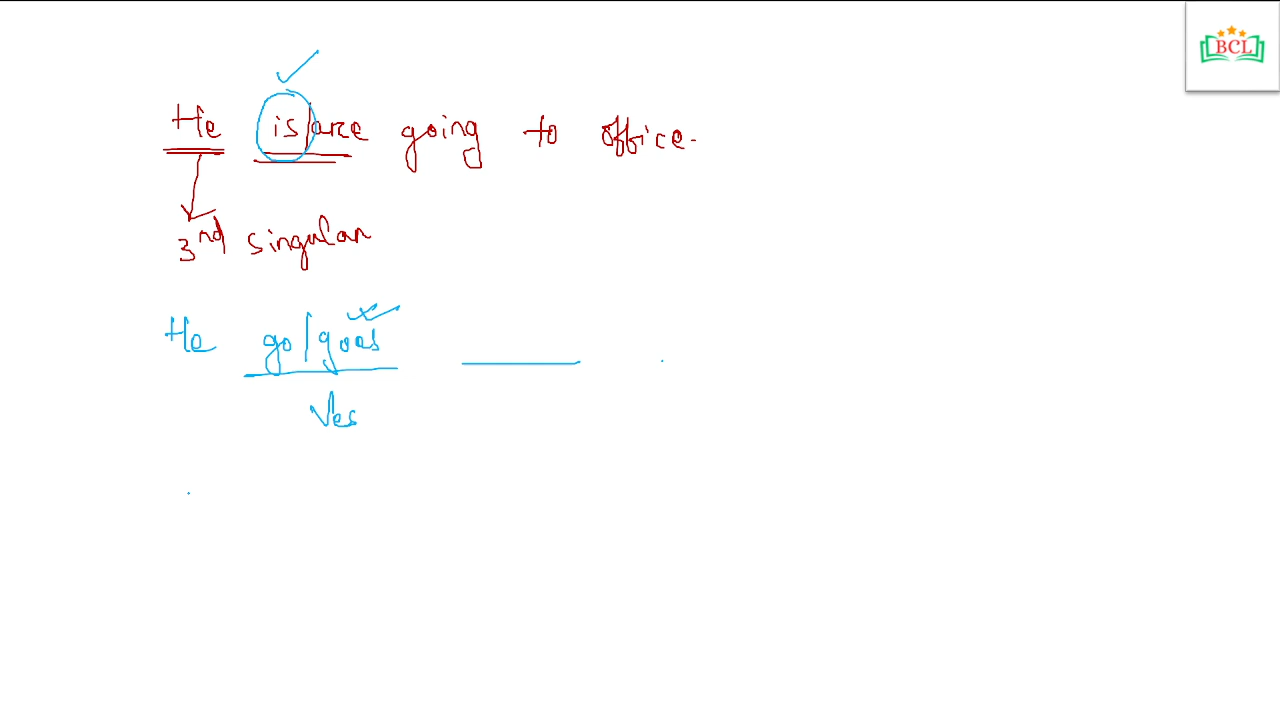 BCL
He is/are going to office.
3rd singular
He go/goes
Ves